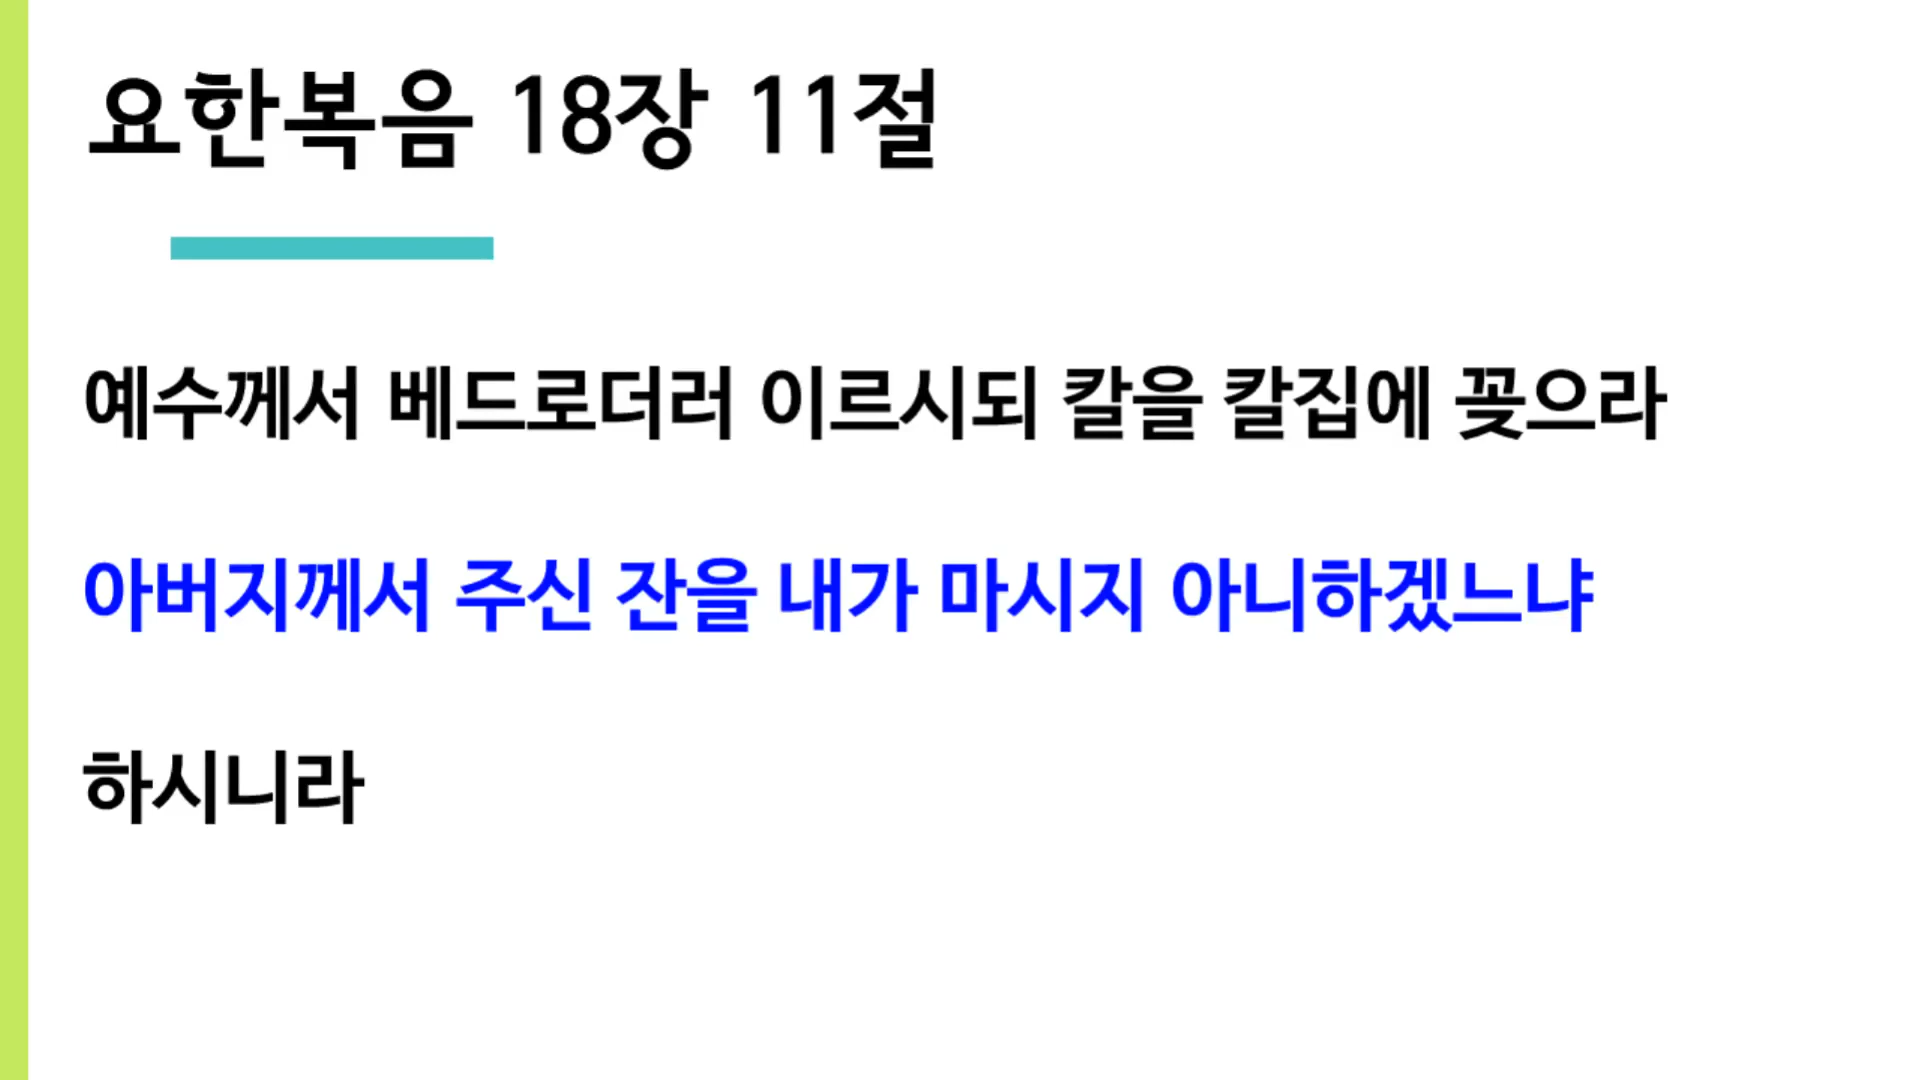 요한복음 18장 11절
예수께서 베드로더러 이르시되 칼을 칼집에 꽂으라
아버지께서 주신 잔을 내가 마시지 아니하겠느냐
하시니라